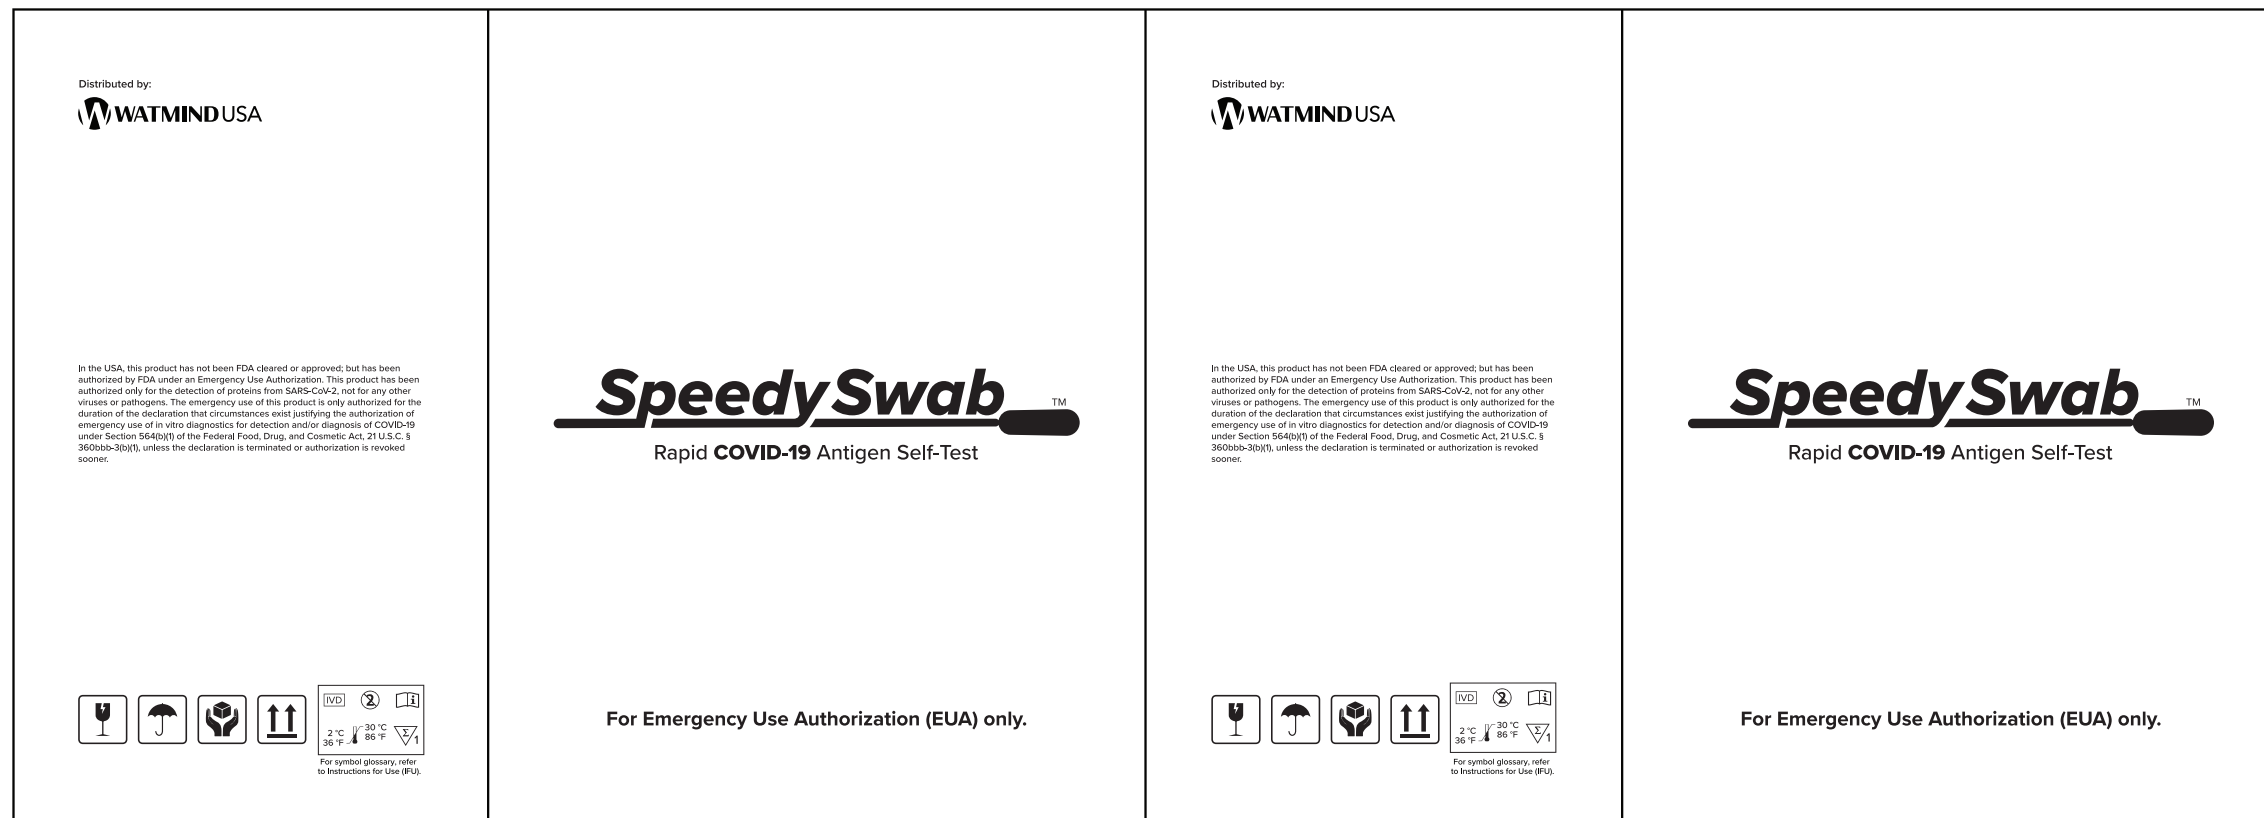 Distributed by:
WATMIND USA
In the USA, this product has not been FDA cleared or approved; but has been
authorized by FDA under an Emergency Use Authorization. This product has been
authorized only for the detection of proteins from SARS-CoV-2, not for any other
viruses or pathogens. The emergency use of this product is only authorized for the
duration of the declaration that circumstances exist justifying the authorization of
emergency use of in vitro diagnostics for detection and/or diagnosis of COVID-19
under Section 564(b)(1) of the Federal Food, Drug, and Cosmetic Act, 21 U.S.C. §
360bbb-3(b)(1), unless the declaration is terminated or authorization is revoked
sooner.
IVD 2 i
2 °C 30 °C
36 °F 86 °F Σ 1
For symbol glossary, refer
to Instructions for Use (IFU).
SpeedySwab TM
Rapid COVID-19 Antigen Self-Test
For Emergency Use Authorization (EUA) only.
Distributed by:
WATMIND USA
In the USA, this product has not been FDA cleared or approved; but has been
authorized by FDA under an Emergency Use Authorization. This product has been
authorized only for the detection of proteins from SARS-CoV-2, not for any other
viruses or pathogens. The emergency use of this product is only authorized for the
duration of the declaration that circumstances exist justifying the authorization of
emergency use of in vitro diagnostics for detection and/or diagnosis of COVID-19
under Section 564(b)(1) of the Federal Food, Drug, and Cosmetic Act, 21 U.S.C. §
360bbb-3(b)(1), unless the declaration is terminated or authorization is revoked
sooner.
IVD 2 i
2 °C 30 °C
36 °F 86 °F Σ 1
For symbol glossary, refer
to Instructions for Use (IFU).
SpeedySwab TM
Rapid COVID-19 Antigen Self-Test
For Emergency Use Authorization (EUA) only.